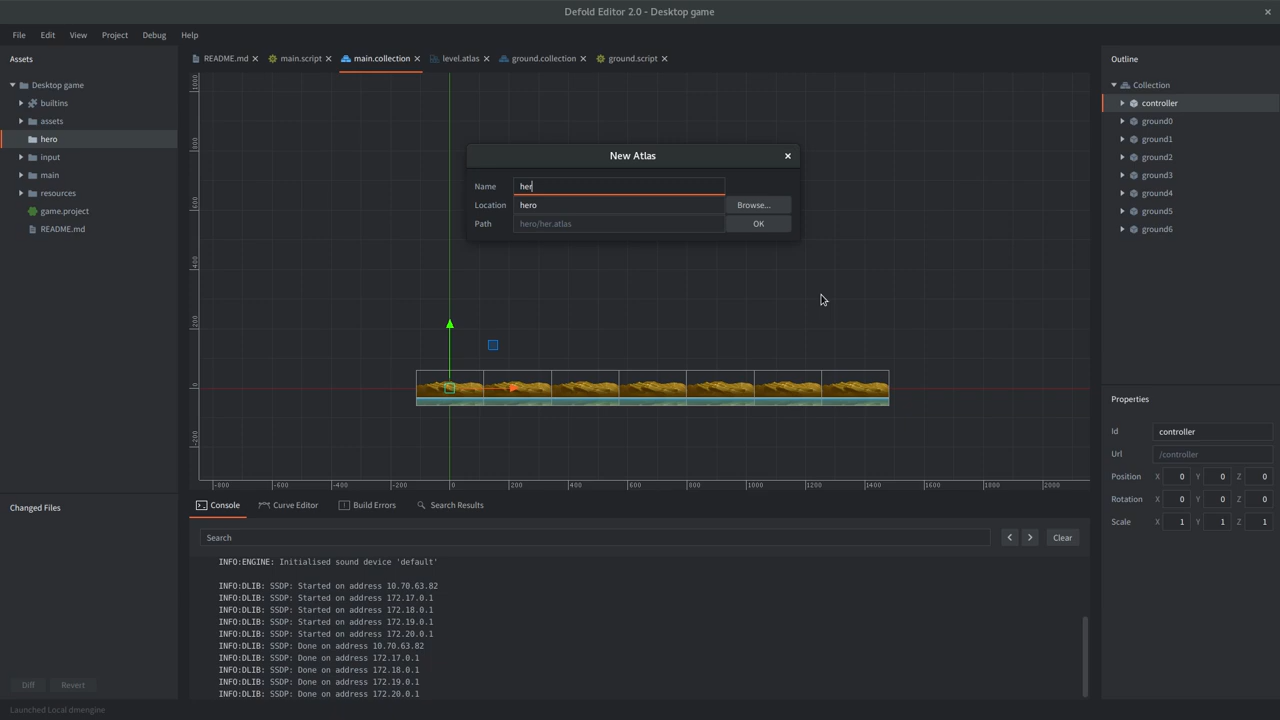 Defold Editor 2.0 - Desktop game
File Edit View Project Debug Help
Assets
Desktop game
builtins
assets
hero
input
main
resources
game.project
README.md
Changed Files
Diff Revert
Launched Local dmengine
README.md main.script main.collection level.atlas ground.collection ground.script
1000
800
600
400
200
0
-200
-800 -600 -400 -200 0 200 400 600 800 1000 1200 1400 1600 1800 2000
New Atlas
Name her
Location hero Browse...
Path hero/her.atlas OK
Console Curve Editor Build Errors Search Results
Search Clear
INFO:ENGINE: Initialised sound device 'default'
INFO:DLIB: SSDP: Started on address 10.70.63.82
INFO:DLIB: SSDP: Started on address 172.17.0.1
INFO:DLIB: SSDP: Started on address 172.18.0.1
INFO:DLIB: SSDP: Started on address 172.19.0.1
INFO:DLIB: SSDP: Started on address 172.20.0.1
INFO:DLIB: SSDP: Done on address 10.70.63.82
INFO:DLIB: SSDP: Done on address 172.17.0.1
INFO:DLIB: SSDP: Done on address 172.18.0.1
INFO:DLIB: SSDP: Done on address 172.19.0.1
INFO:DLIB: SSDP: Done on address 172.20.0.1
Outline
Collection
controller
ground0
ground1
ground2
ground3
ground4
ground5
ground6
Properties
Id controller
Url /controller
Position X 0 Y 0 Z 0
Rotation X 0 Y 0 Z 0
Scale X 1 Y 1 Z 1